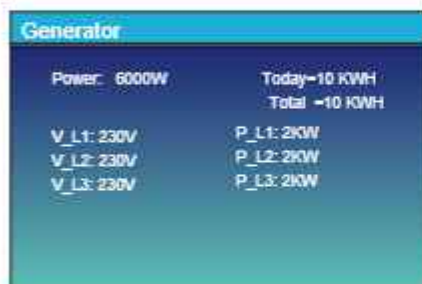 Generator
Power: 6000W Today=10 KWH
Total =10 KWH
V_L1: 230V P_L1: 2KW
V_L2: 230V P_L2: 2KW
V_L3: 230V P_L3: 2KW